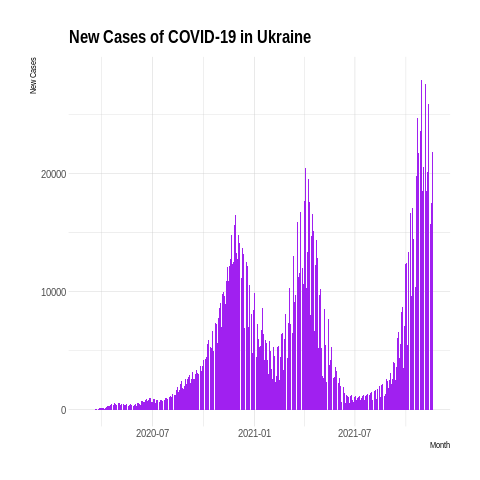 New Cases of COVID-19 in Ukraine
New Cases
20000
10000
0
2020-07
2021-01
2021-07
Month